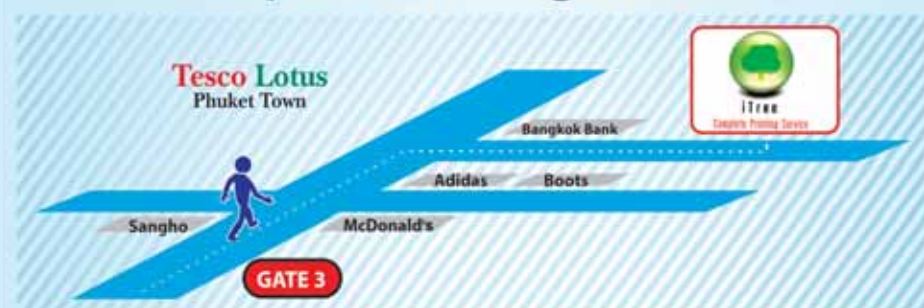 Tesco Lotus
Phuket Town
iTree
Complete Printing Service
Bangkok Bank
Adidas
Boots
Sangho
McDonald's
GATE 3